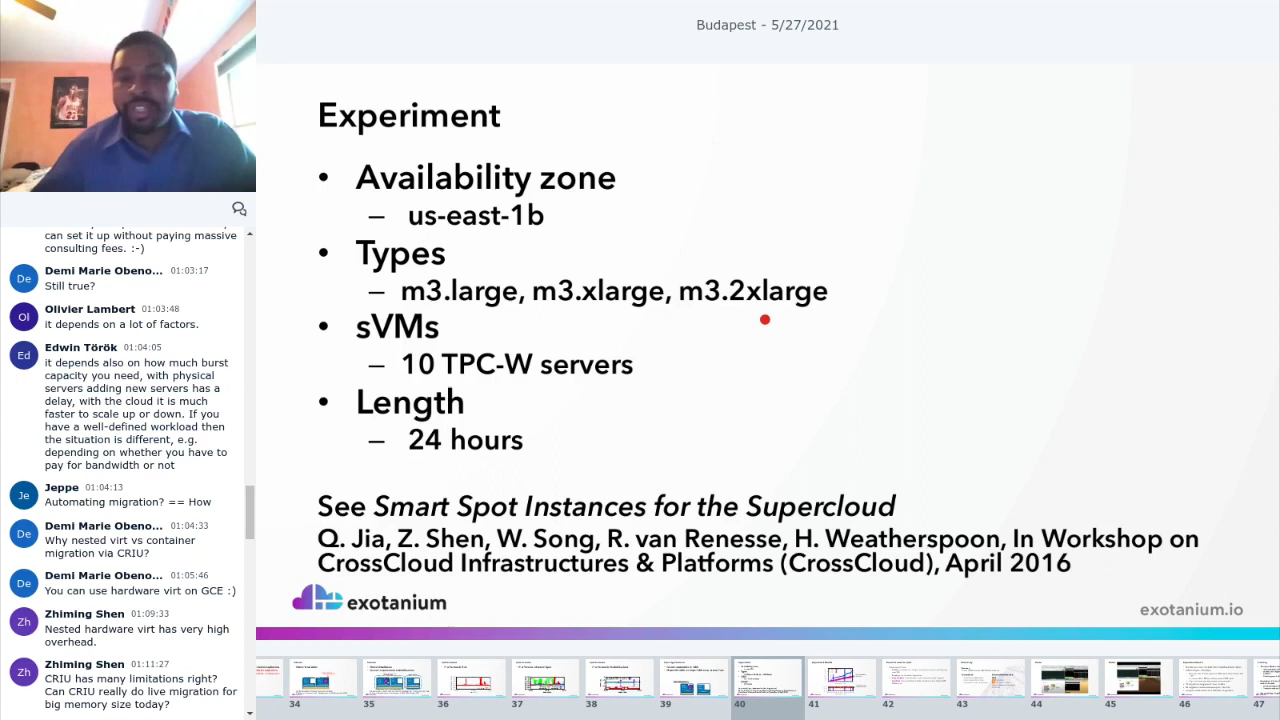 Budapest - 5/27/2021
can set it up without paying massive
consulting fees. :-)
De
Demi Marie Obeno... 01:03:17
Still true?
Ol
Olivier Lambert 01:03:48
it depends on a lot of factors.
Ed
Edwin Török 01:04:05
it depends also on how much burst
capacity you need, with physical
servers adding new servers has a
delay, with the cloud it is much
faster to scale up or down. If you
have a well-defined workload then
the situation is different, e.g.
depending on whether you have to
pay for bandwidth or not
Je
Jeppe 01:04:13
Automating migration? == How
De
Demi Marie Obeno... 01:04:33
Why nested virt vs container
migration via CRIU?
De
Demi Marie Obeno... 01:05:46
You can use hardware virt on GCE :)
Zh
Zhiming Shen 01:09:33
Nested hardware virt has very high
overhead.
Zh
Zhiming Shen 01:11:27
CRIU has many limitations right?
Can CRIU really do live migration for
big memory size today?
Experiment
• Availability zone
– us-east-1b
• Types
– m3.large, m3.xlarge, m3.2xlarge
• sVMs
– 10 TPC-W servers
• Length
– 24 hours
See Smart Spot Instances for the Supercloud
Q. Jia, Z. Shen, W. Song, R. van Renesse, H. Weatherspoon, In Workshop on
CrossCloud Infrastructures & Platforms (CrossCloud), April 2016
exotanium
exotanium.io
34 35 36 37 38 39 40 41 42 43 44 45 46 47